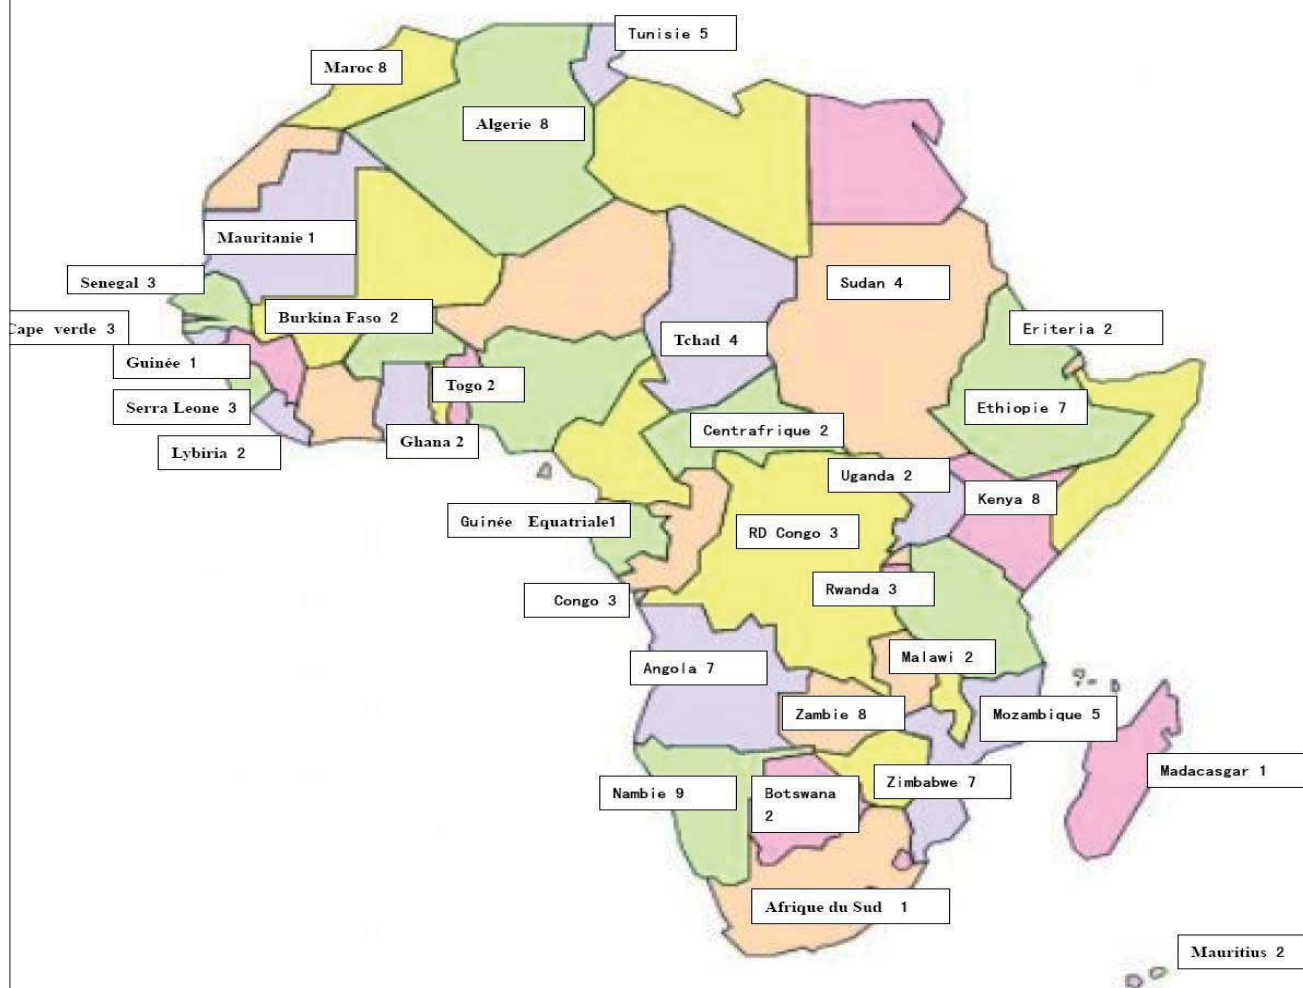 Tunisie 5
Maroc 8
Algerie 8
Mauritanie 1
Senegal 3
Sudan 4
Burkina Faso 2
Cape verde 3
Eriteria 2
Tchad 4
Guinée 1
Togo 2
Serra Leone 3
Ethiopie 7
Centrafrique 2
Ghana 2
Lybiria 2
Uganda 2
Kenya 8
Guinée Equatriale1
RD Congo 3
Rwanda 3
Congo 3
Malawi 2
Angola 7
Zambie 8
Mozambique 5
Madacasgar 1
Zimbabwe 7
Nambie 9
Botswana
2
Afrique du Sud 1
Mauritius 2